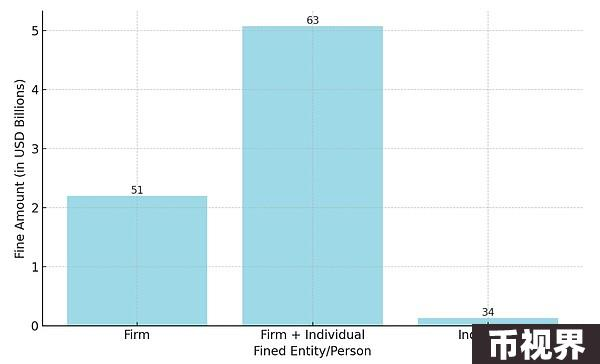 Fine Amount (in USD Billions)
5
4
3
2
1
0
51
63
34
Firm
Firm + Individual
Fined Entity/Person
币视界